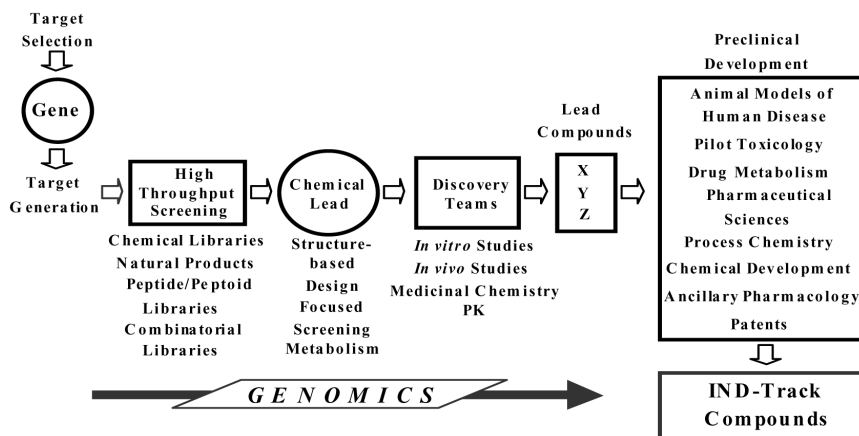 Target
Selection
Gene
Target
Generation
High
Throughput
Screening
Chemical Libraries
Natural Products
Peptide/Peptoid
Libraries
Combinatorial
Libraries
Chemical
Lead
Structure-
based
Design
Focused
Screening
Metabolism
Discovery
Teams
In vitro Studies
In vivo Studies
Medicinal Chemistry
PK
Lead
Compounds
X
Y
Z
Preclinical
Development
Animal Models of
Human Disease
Pilot Toxicology
Drug Metabolism
Pharmaceutical
Sciences
Process Chemistry
Chemical Development
Ancillary Pharmacology
Patents
IND-Track
Compounds
GENOMICS